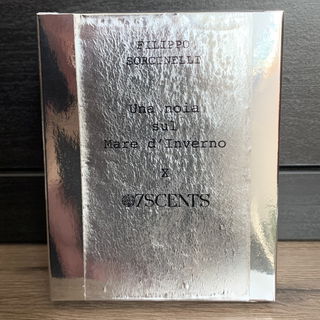 FILIPPO
SORCINELLI
Una noia
sul
Mare d'Inverno
X
7SCENTS